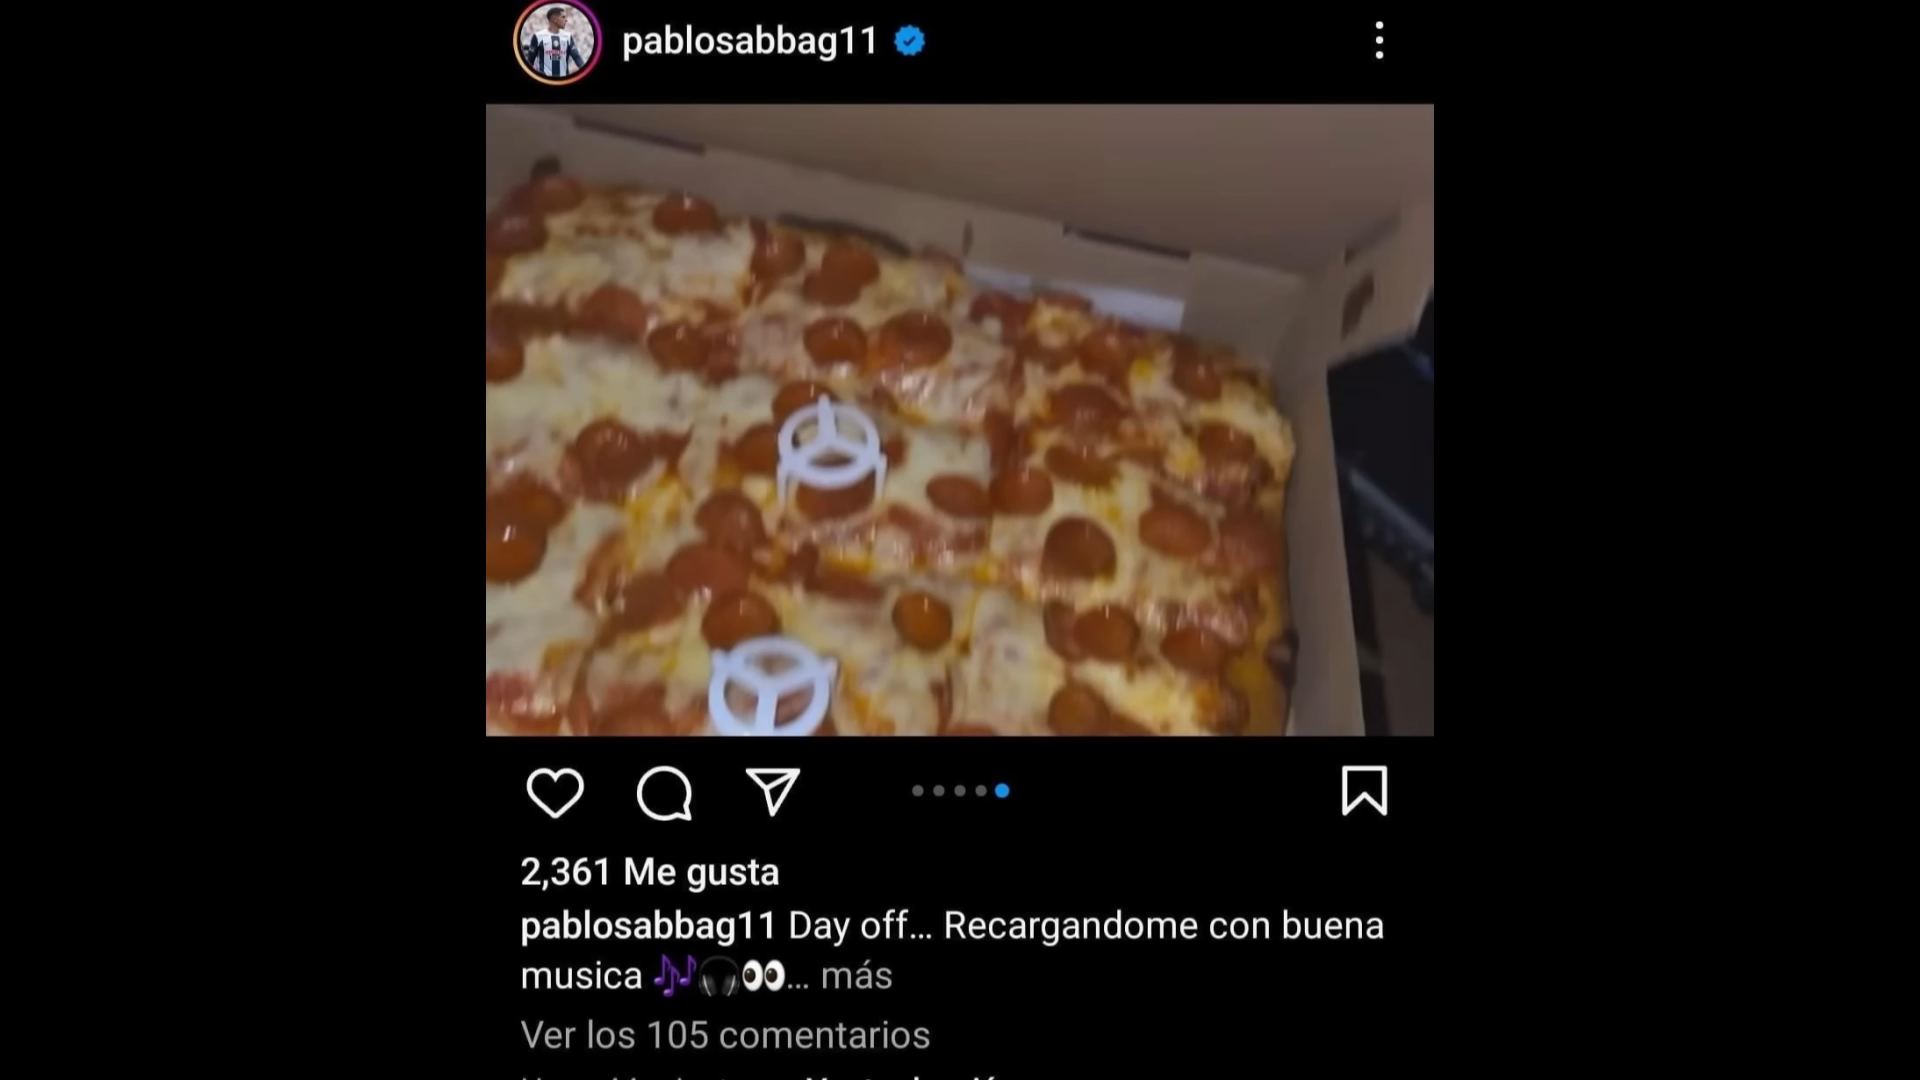 pablosabbag11
2,361 Me gusta
pablosabbag11 Day off... Recargandome con buena
musica 🎶🎧👀... más
Ver los 105 comentarios